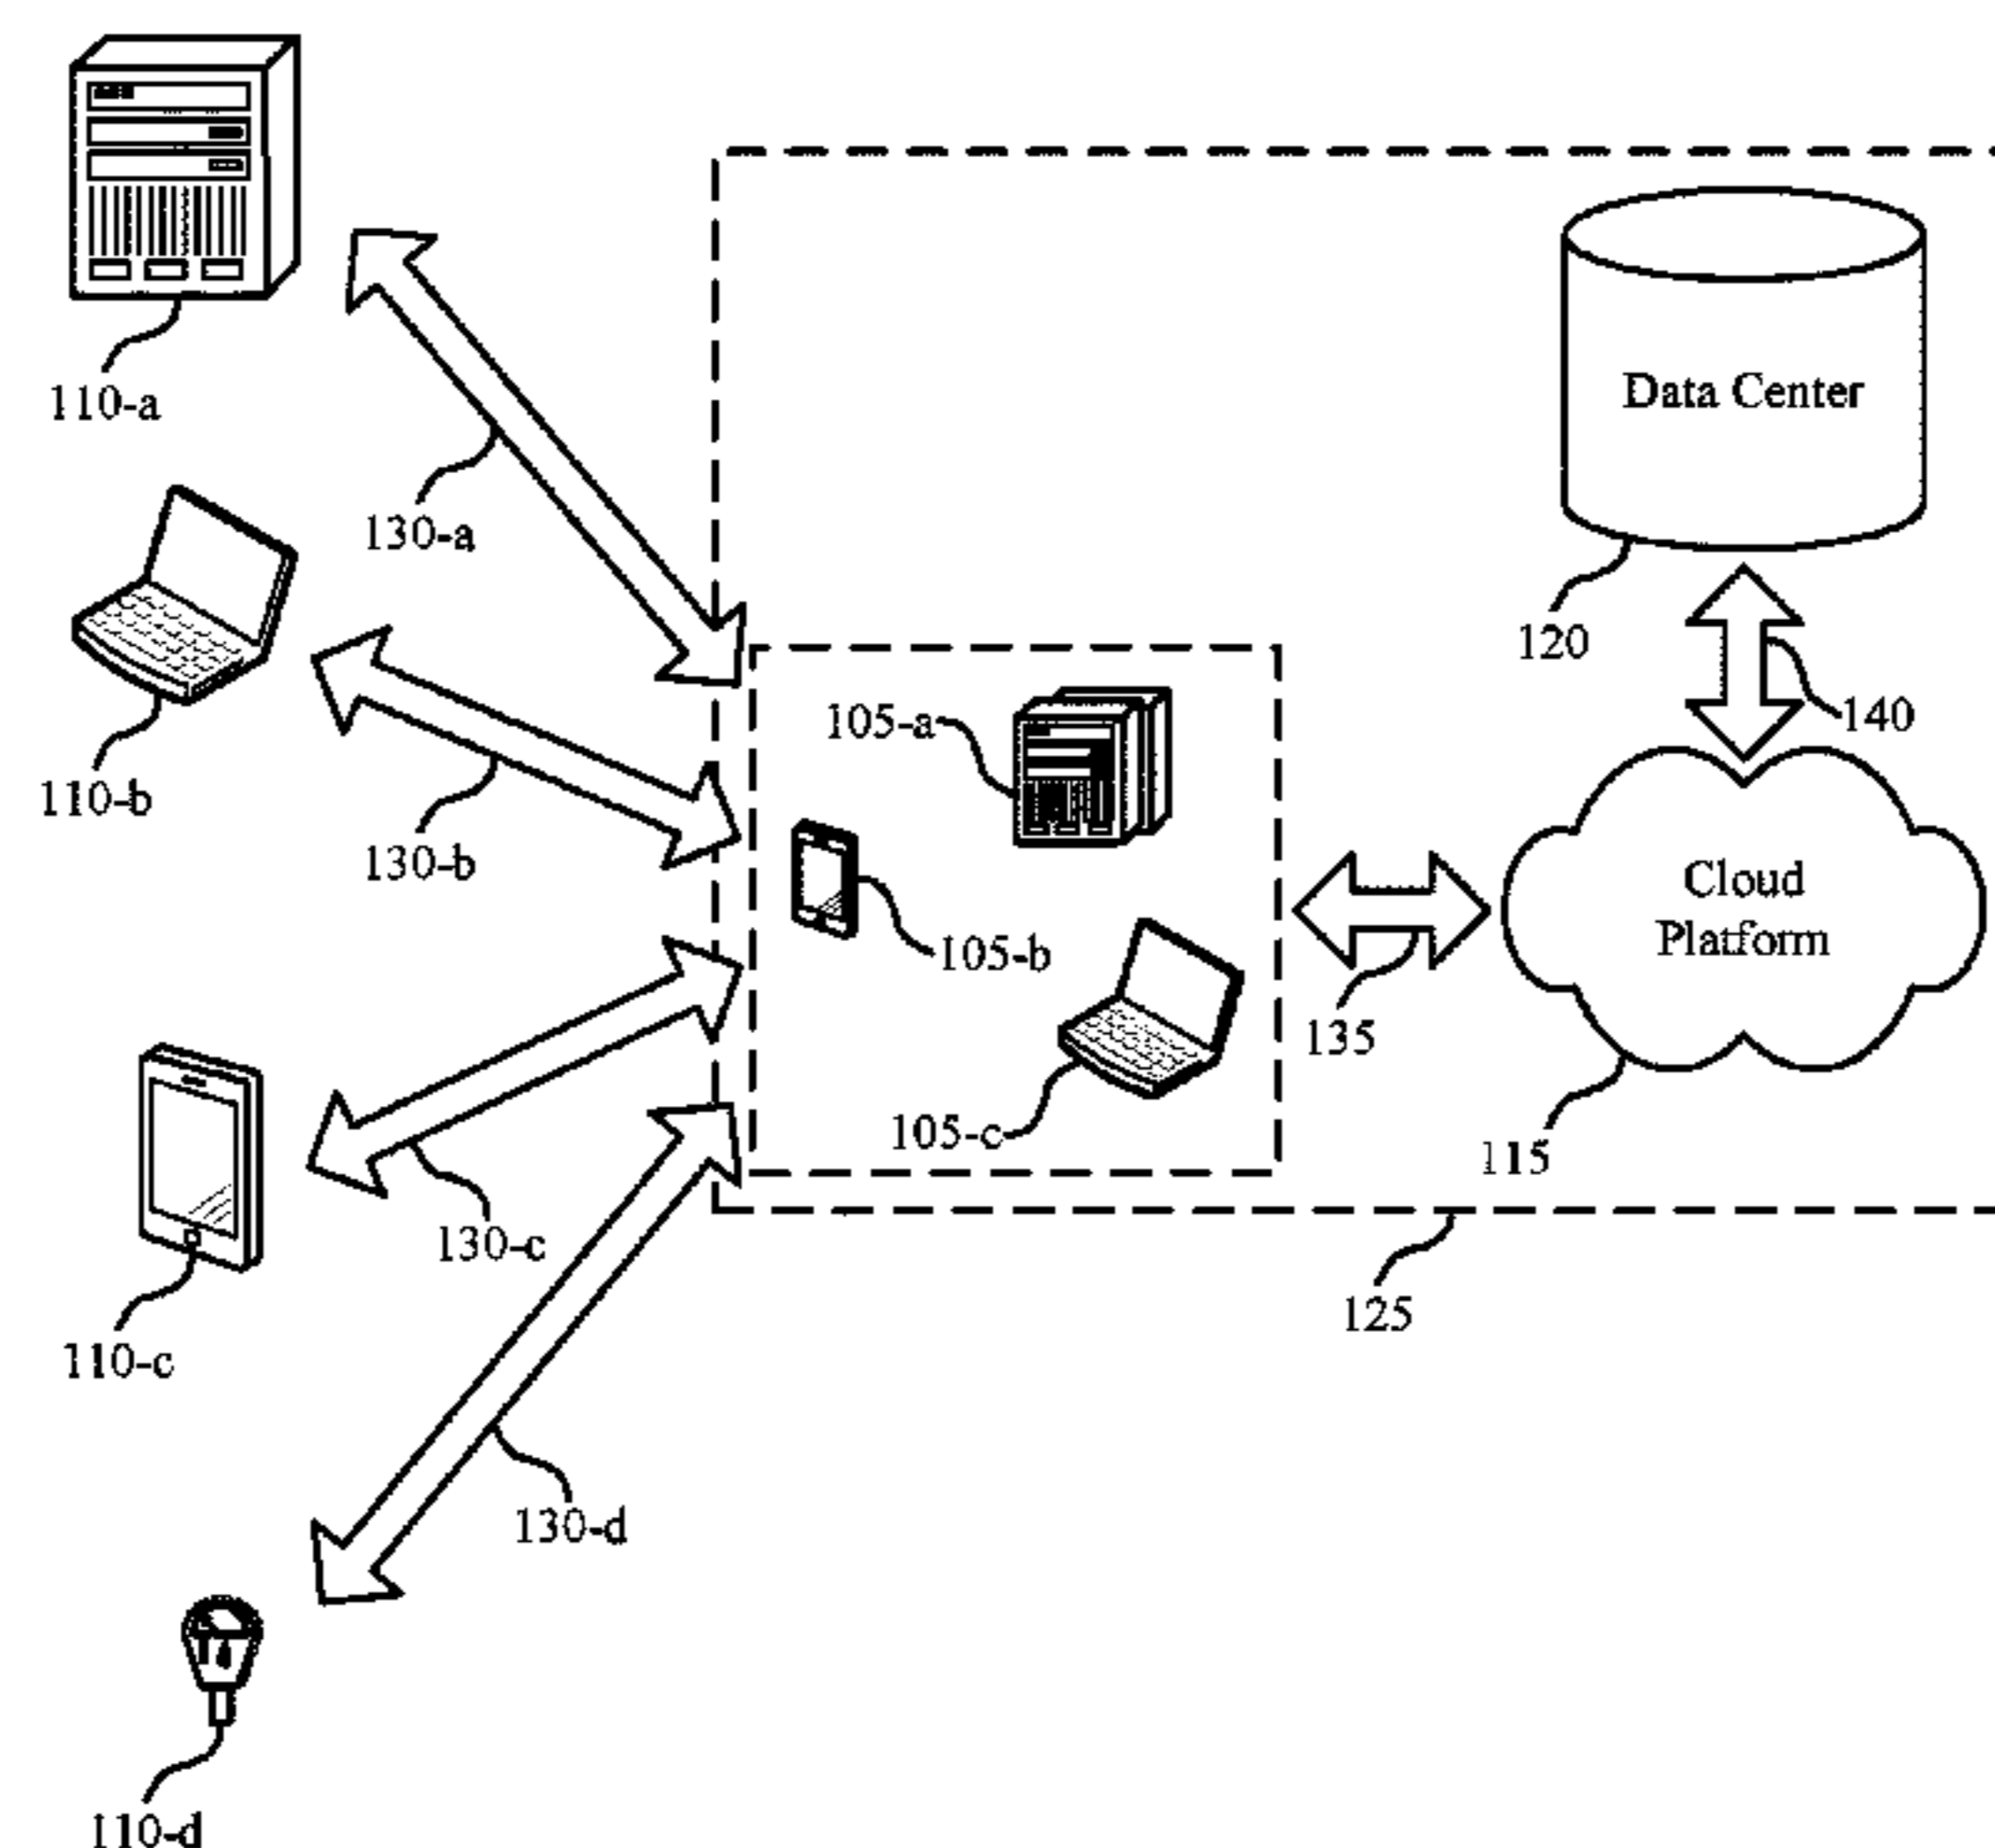 110-a
130-a
Data Center
120
140
110-b
130-b
105-a
105-b
Cloud
Platform
135
105-c
115
130-c
125
110-c
130-d
110-d